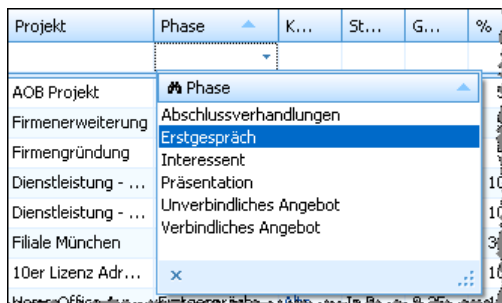 Projekt Phase K... St... G... %
AOB Projekt
Phase
Firmenerweiterung
Abschlussverhandlungen
Firmengründung
Erstgespräch
Interessent
Dienstleistung - ...
Präsentation
Dienstleistung - ...
Unverbindliches Angebot
Verbindliches Angebot
Filiale München
10er Lizenz Adr...